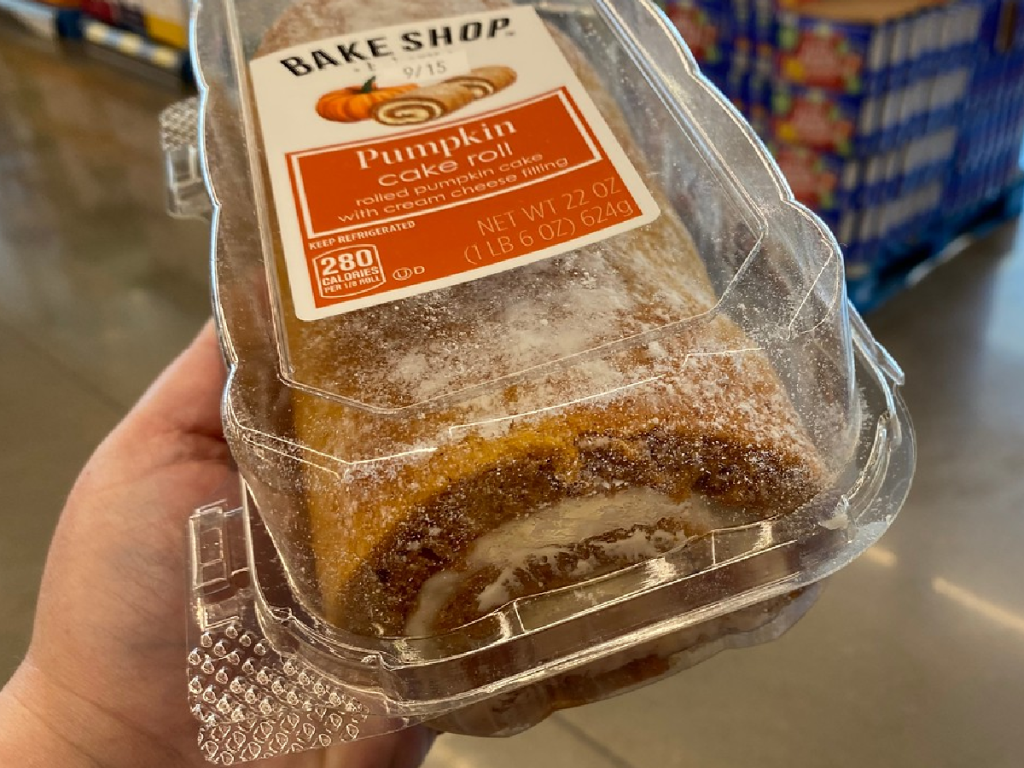 BAKE SHOP
9/15
Pumpkin
cake roll
rolled pumpkin cake
with cream cheese filling
KEEP REFRIGERATED
NET WT 22 OZ
(1 LB 6 OZ) 624g
280
CALORIES
PER 1/8 ROLL
U D